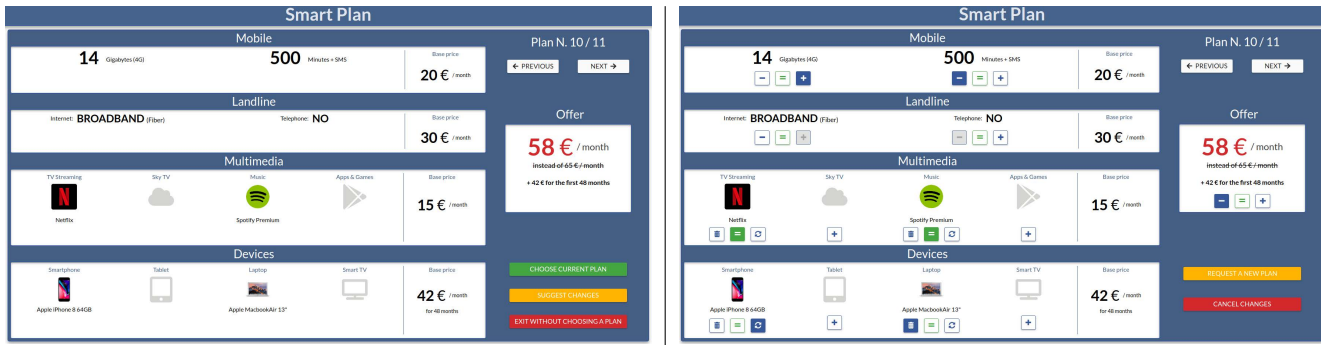 Smart Plan
Mobile
14 Gigabytes (4G) 500 Minutes + SMS Base price
20 € / month
Landline
Internet: BROADBAND (Fiber) Telephone: NO Base price
30 € / month
Multimedia
TV Streaming Sky TV Music Apps & Games Base price
N
15 € / month
Netflix Spotify Premium
Devices
Smartphone Tablet Laptop Smart TV Base price
42 € / month
Apple iPhone 8 64GB Apple MacbookAir 13" for 48 months
Plan N. 10 / 11
← PREVIOUS NEXT →
Offer
58 € / month
instead of 65 € / month
+ 42 € for the first 48 months
CHOOSE CURRENT PLAN
SUGGEST CHANGES
EXIT WITHOUT CHOOSING A PLAN
Smart Plan
Mobile
14 Gigabytes (4G) 500 Minutes + SMS Base price
20 € / month
− = + − = +
Landline
Internet: BROADBAND (Fiber) Telephone: NO Base price
30 € / month
− = + − = +
Multimedia
TV Streaming Sky TV Music Apps & Games Base price
N
15 € / month
Netflix Spotify Premium
= + = +
Devices
Smartphone Tablet Laptop Smart TV Base price
42 € / month
Apple iPhone 8 64GB Apple MacbookAir 13" for 48 months
= + = +
Plan N. 10 / 11
← PREVIOUS NEXT →
Offer
58 € / month
instead of 65 € / month
+ 42 € for the first 48 months
− = +
REQUEST A NEW PLAN
CANCEL CHANGES